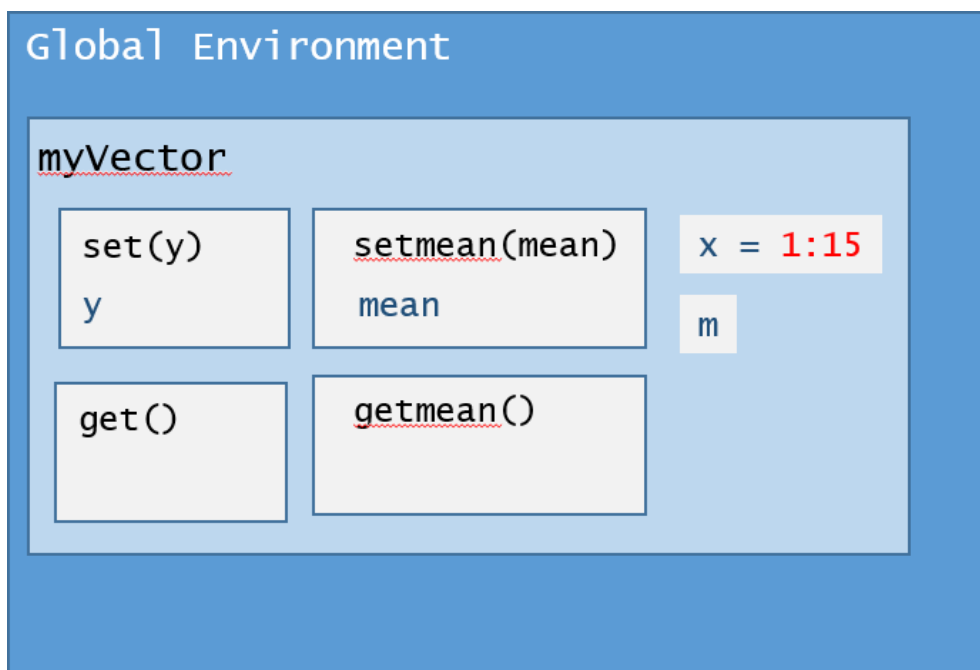 Global Environment
myVector
set(y)
y
setmean(mean)
mean
x = 1:15
m
get()
getmean()